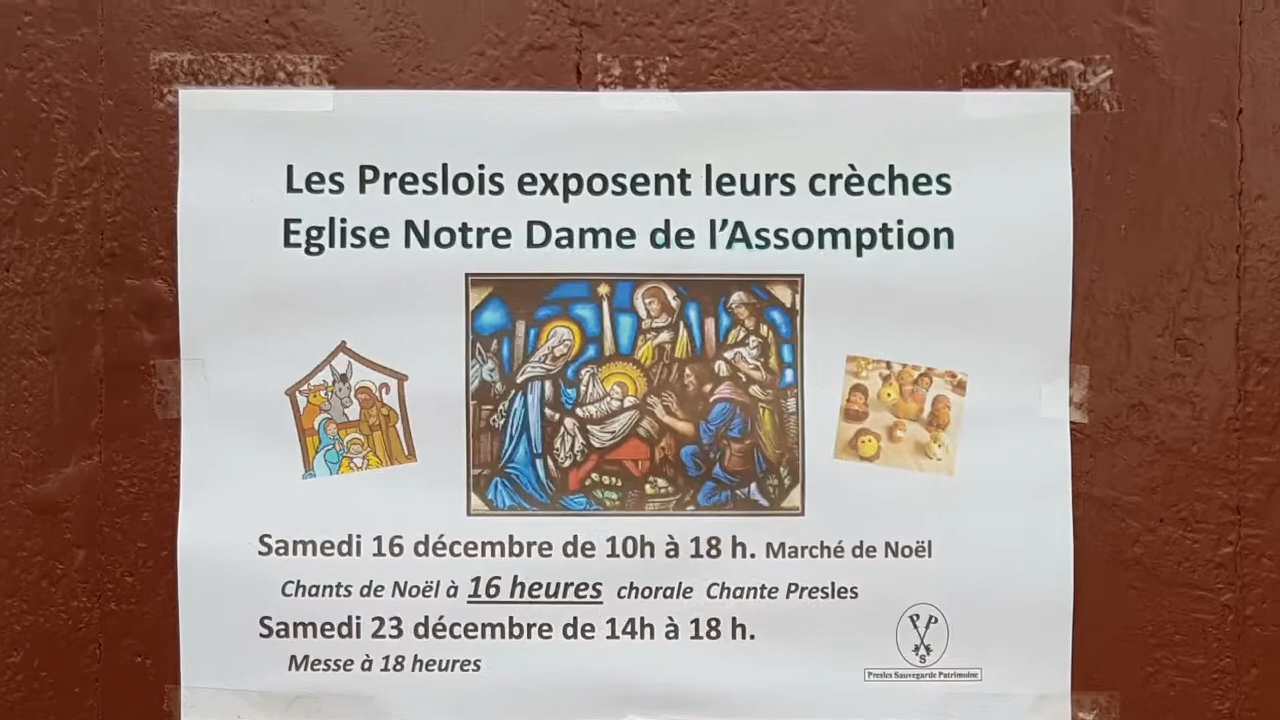 Les Preslois exposent leurs crèches
Eglise Notre Dame de l'Assomption
Samedi 16 décembre de 10h à 18 h. Marché de Noël
Chants de Noël à 16 heures chorale Chante Presles
Samedi 23 décembre de 14h à 18 h.
Messe à 18 heures
P P
S
Presles Sauvegarde Patrimoine